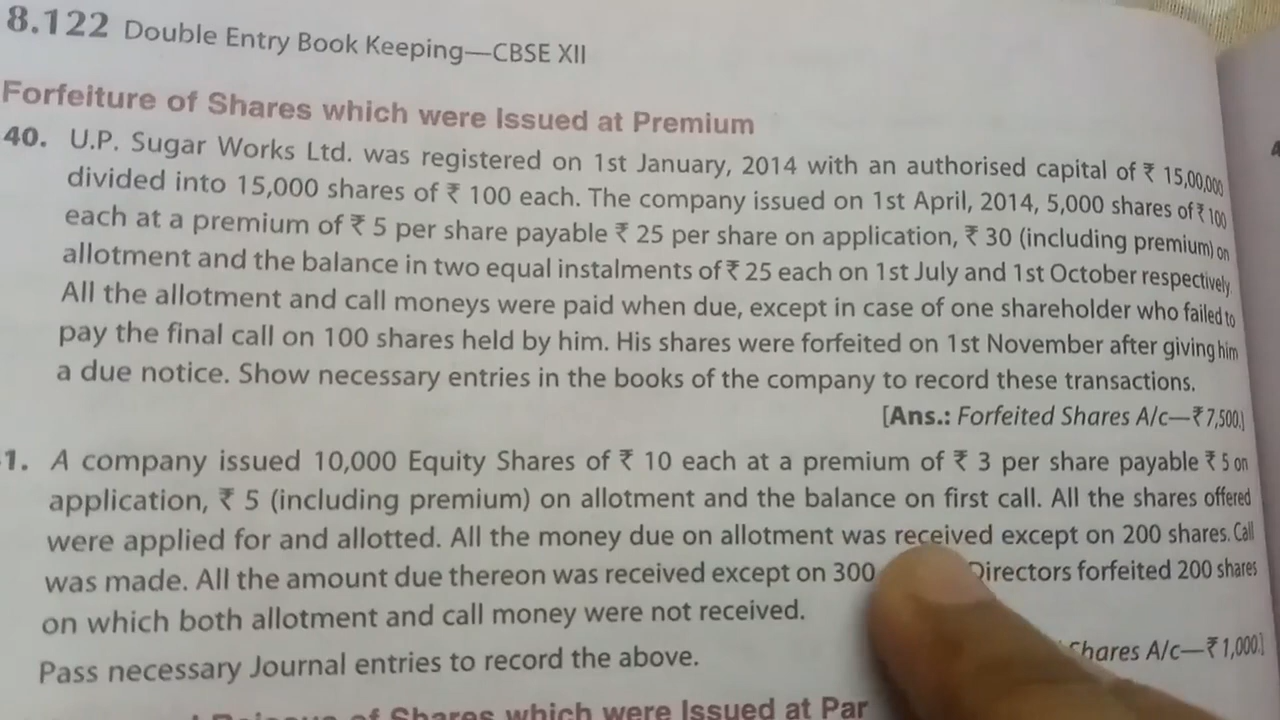 8.122 Double Entry Book Keeping—CBSE XII
Forfeiture of Shares which were Issued at Premium
40. U.P. Sugar Works Ltd. was registered on 1st January, 2014 with an authorised capital of ₹ 15,00,000
divided into 15,000 shares of ₹ 100 each. The company issued on 1st April, 2014, 5,000 shares of ₹ 100
each at a premium of ₹ 5 per share payable ₹ 25 per share on application, ₹ 30 (including premium) on
allotment and the balance in two equal instalments of ₹ 25 each on 1st July and 1st October respectively.
All the allotment and call moneys were paid when due, except in case of one shareholder who failed to
pay the final call on 100 shares held by him. His shares were forfeited on 1st November after giving him
a due notice. Show necessary entries in the books of the company to record these transactions.
[Ans.: Forfeited Shares A/c—₹ 7,500.]
1. A company issued 10,000 Equity Shares of ₹ 10 each at a premium of ₹ 3 per share payable ₹ 5 on
application, ₹ 5 (including premium) on allotment and the balance on first call. All the shares offered
were applied for and allotted. All the money due on allotment was received except on 200 shares. Call
was made. All the amount due thereon was received except on 300 Directors forfeited 200 shares
on which both allotment and call money were not received.
Shares A/c—₹ 1,000.]
Pass necessary Journal entries to record the above.
of Shares which were Issued at Par